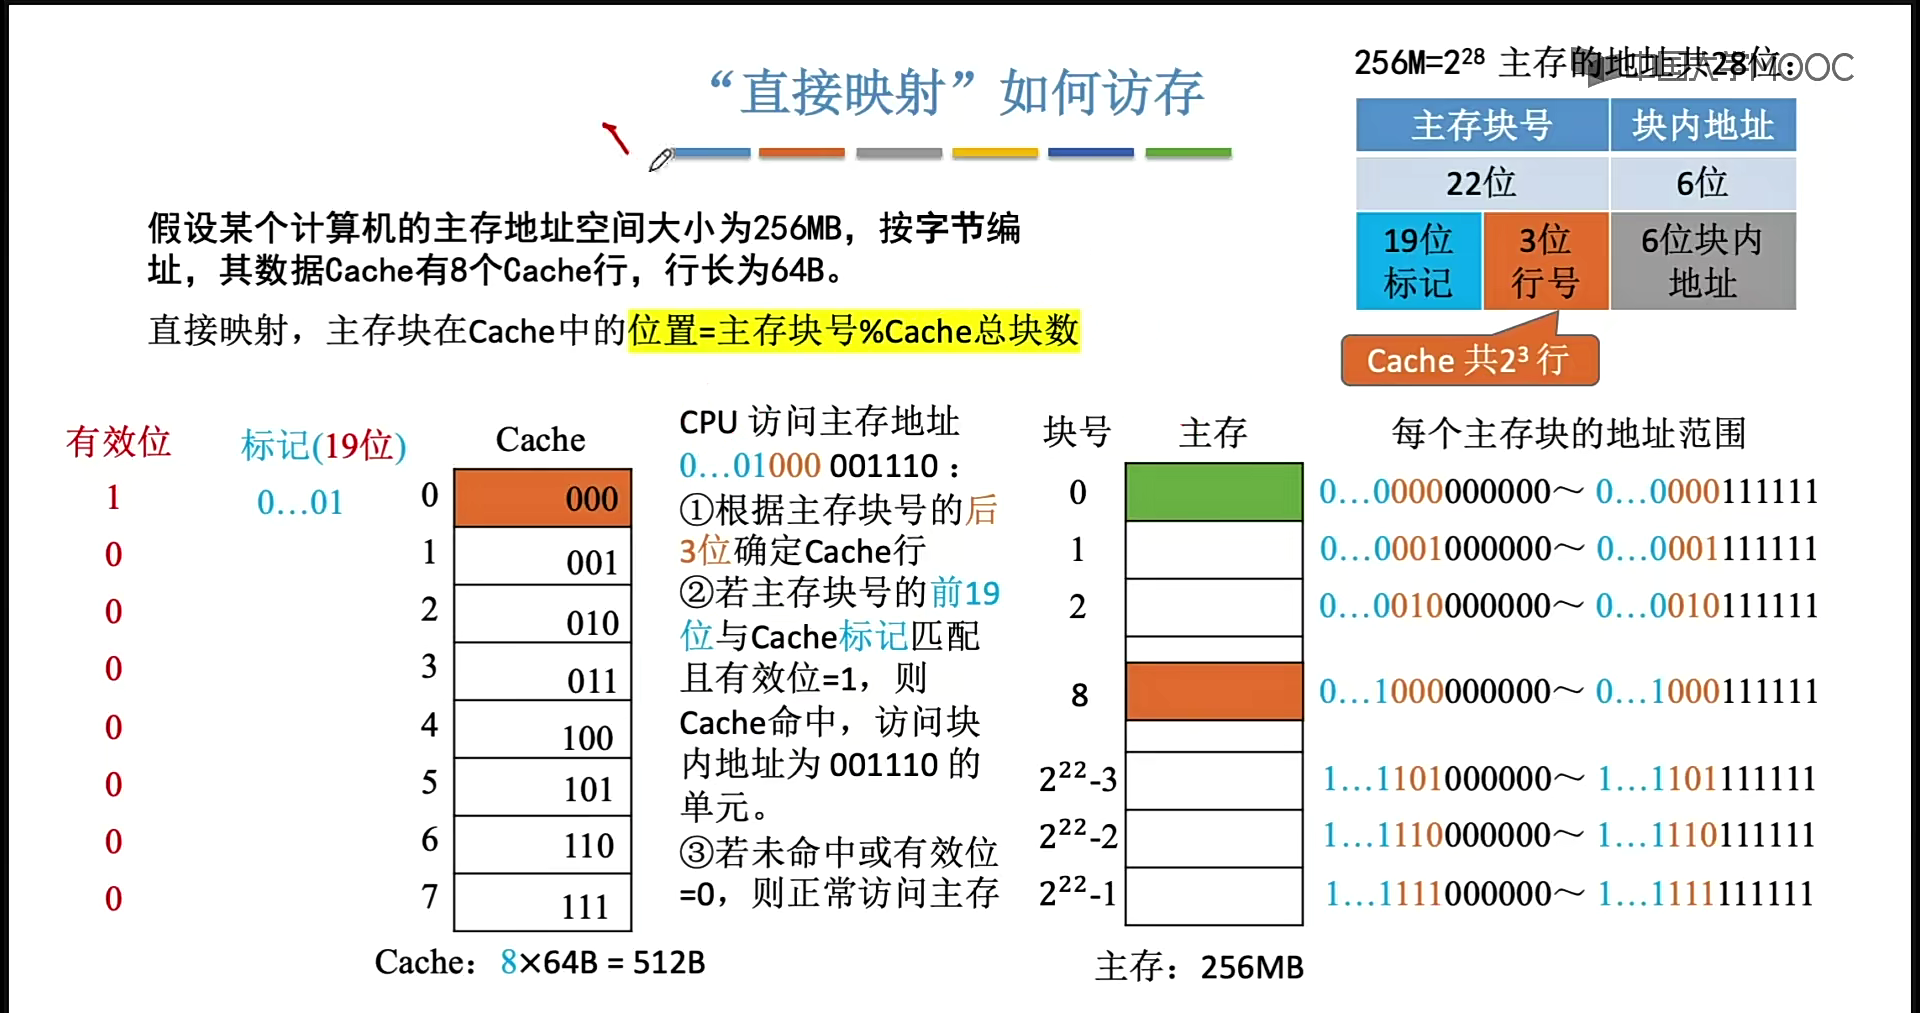 “直接映射”如何访存
256M=2²⁸ 主存的地址共28位：
中国大学MOOC
主存块号 块内地址
22位 6位
19位标记 3位行号 6位块内地址
Cache 共2³ 行
假设某个计算机的主存地址空间大小为256MB，按字节编
址，其数据Cache有8个Cache行，行长为64B。
直接映射，主存块在Cache中的位置=主存块号%Cache总块数
有效位 标记(19位) Cache
1 0…01 0 000
0 1 001
0 2 010
0 3 011
0 4 100
0 5 101
0 6 110
0 7 111
Cache：8×64B = 512B
CPU 访问主存地址
0…01000 001110：
①根据主存块号的后
3位确定Cache行
②若主存块号的前19
位与Cache标记匹配
且有效位=1，则
Cache命中，访问块
内地址为 001110 的
单元。
③若未命中或有效位
=0，则正常访问主存
块号 主存 每个主存块的地址范围
0 0…0000000000～ 0…0000111111
1 0…0001000000～ 0…0001111111
2 0…0010000000～ 0…0010111111
8 0…1000000000～ 0…1000111111
2²²-3 1…1101000000～ 1…1101111111
2²²-2 1…1110000000～ 1…1110111111
2²²-1 1…1111000000～ 1…1111111111
主存：256MB